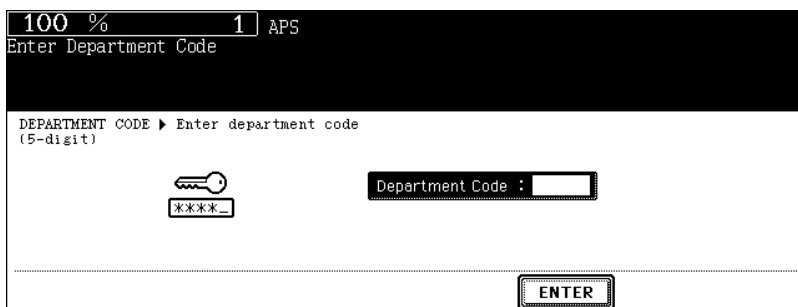 100 % 1 APS
Enter Department Code
DEPARTMENT CODE ▶ Enter department code
(5-digit)
****_
Department Code :
ENTER